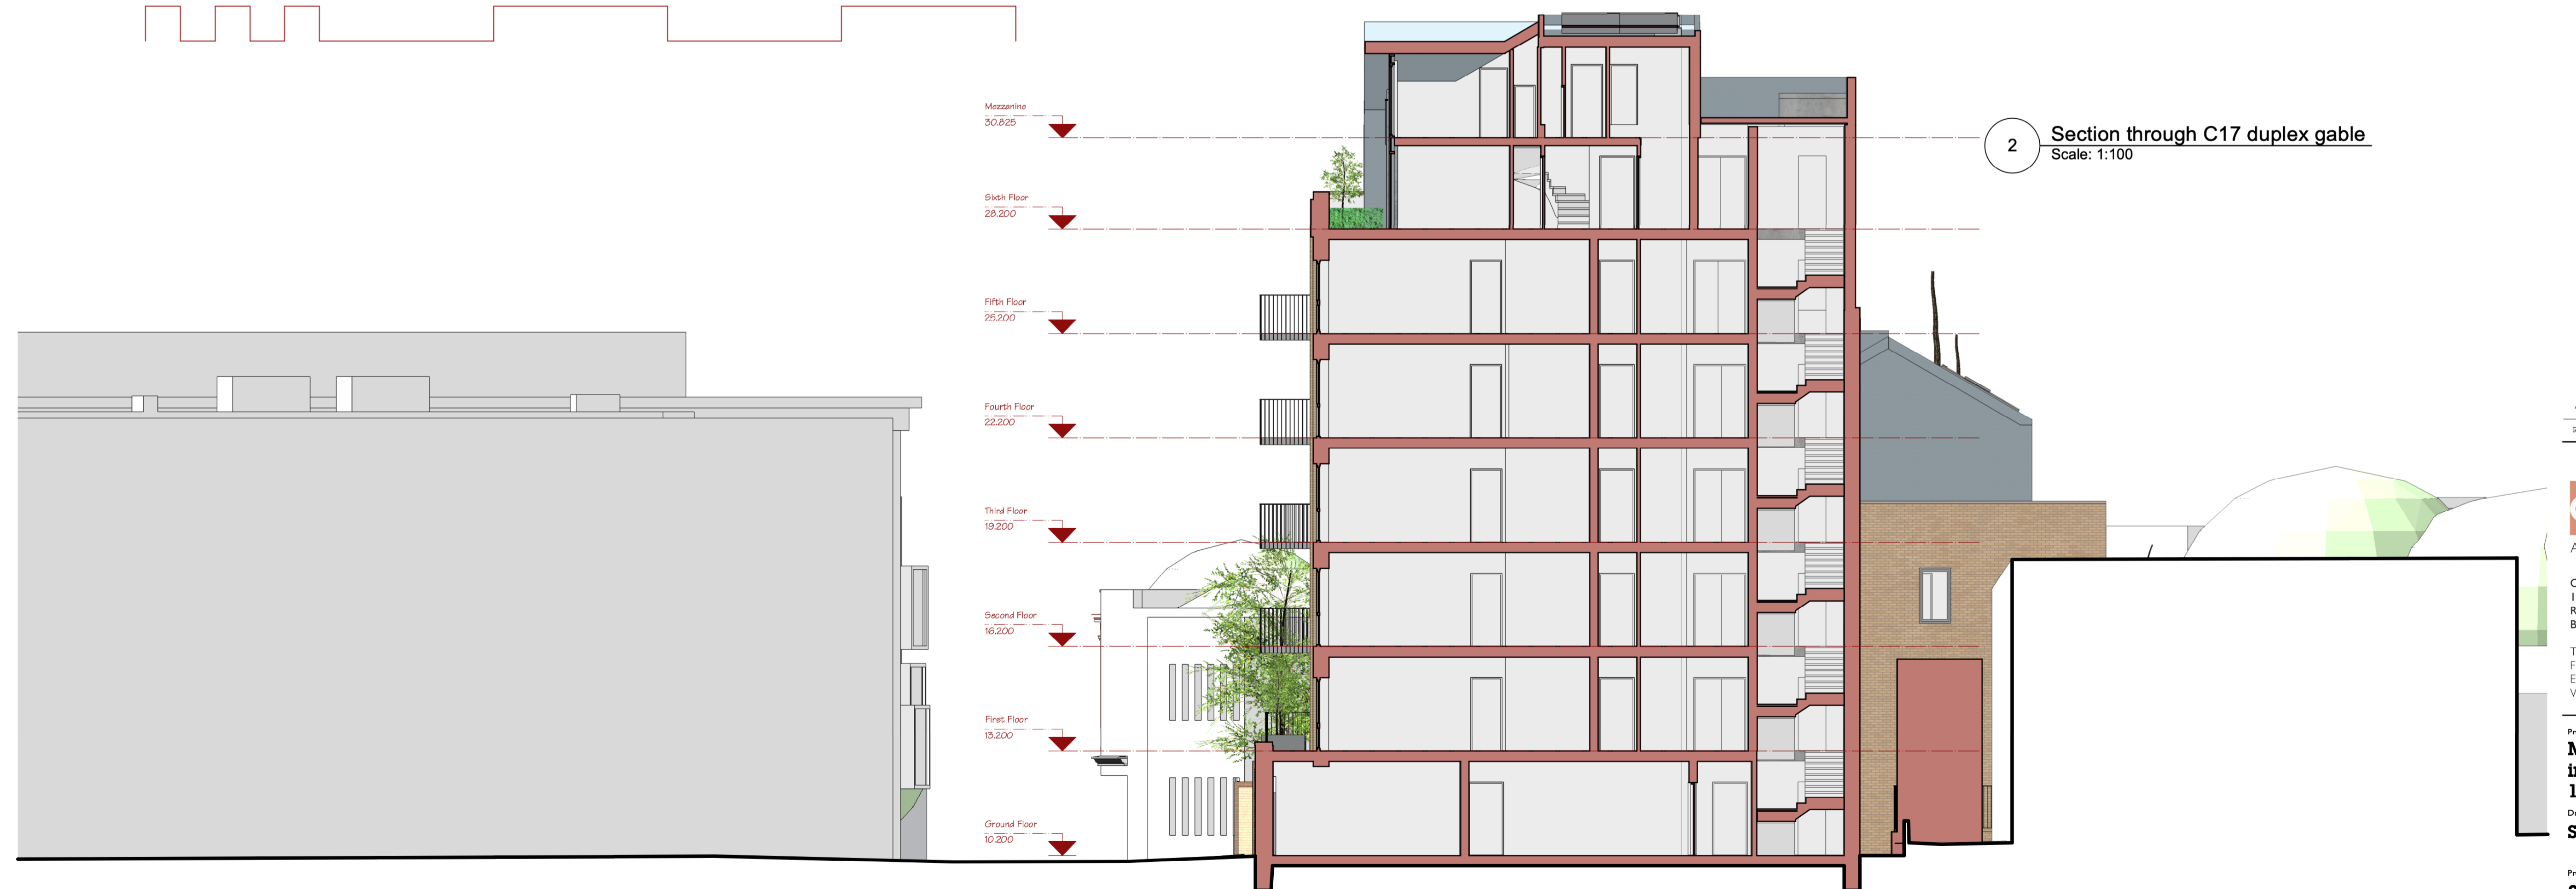 Mezzanine
30.825
2
Section through C17 duplex gable
Scale: 1:100
Sixth Floor
28.200
Fifth Floor
25.200
Fourth Floor
22.200
Third Floor
19.200
Second Floor
16.200
First Floor
13.200
Ground Floor
10.200